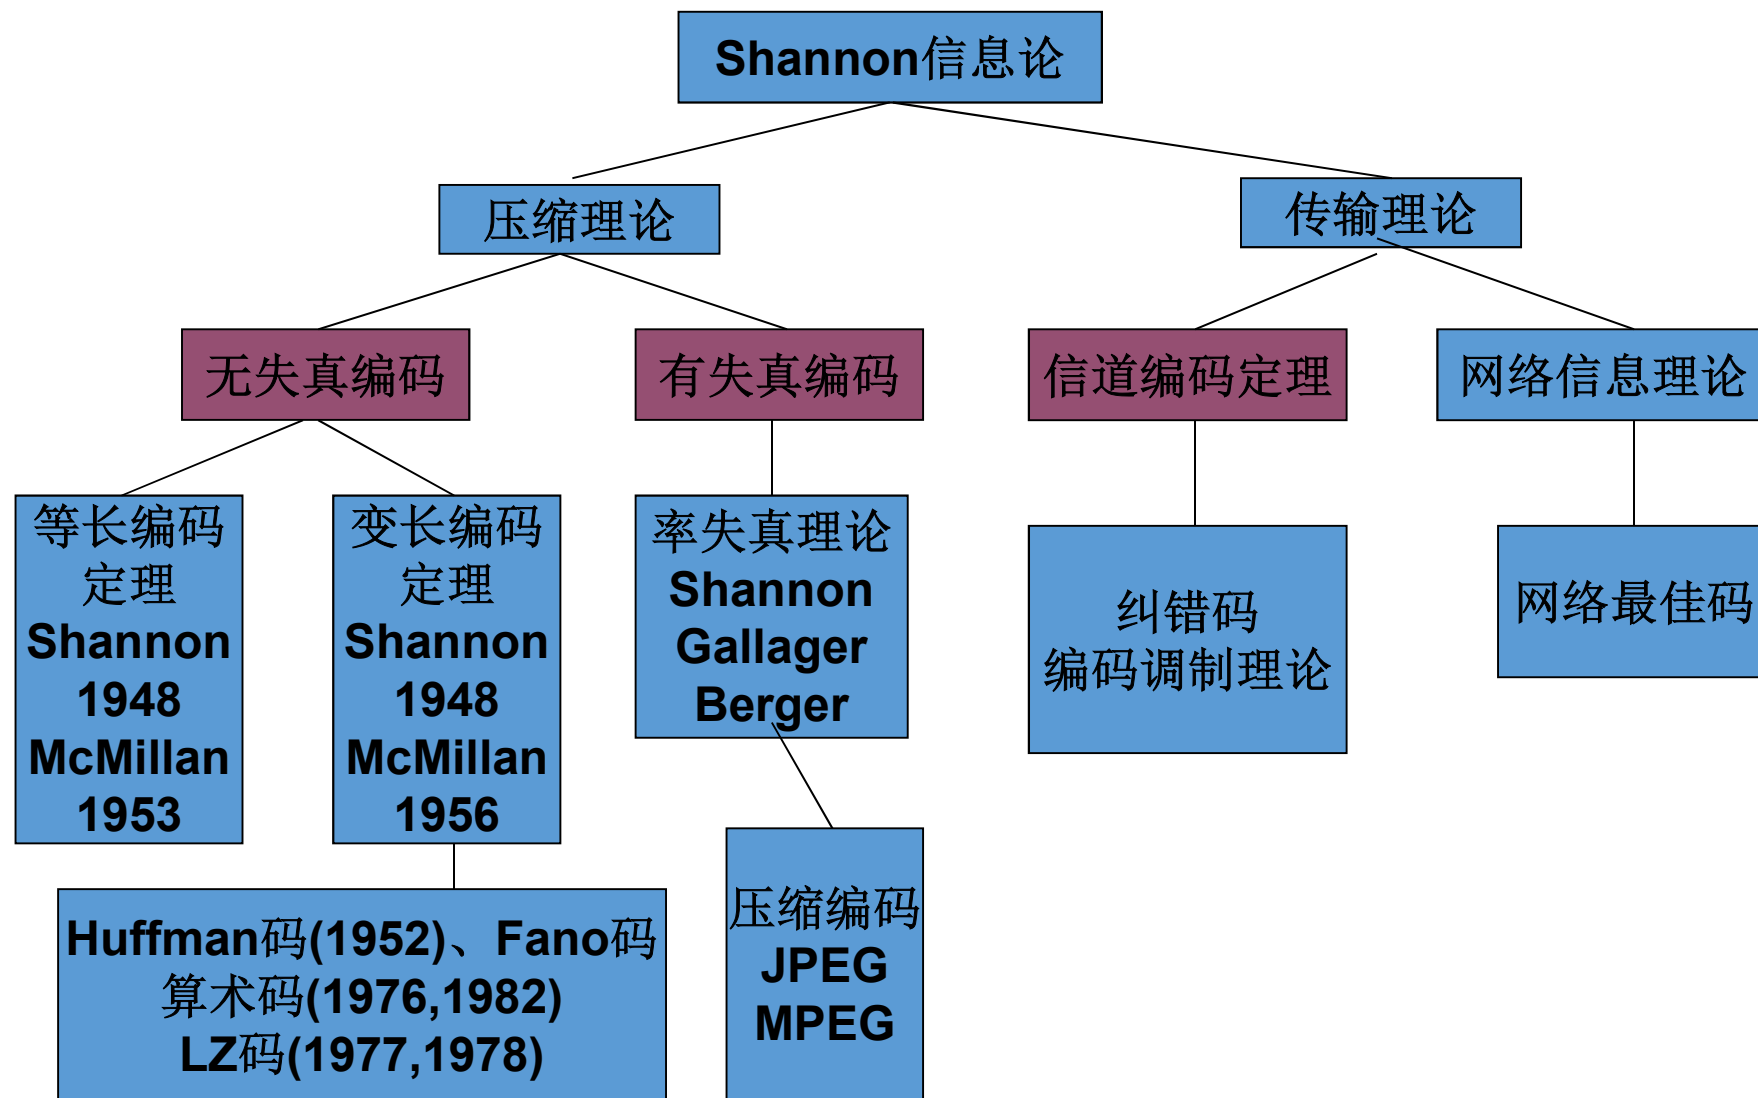 Shannon信息论
压缩理论
传输理论
无失真编码
有失真编码
信道编码定理
网络信息理论
等长编码
定理
Shannon
1948
McMillan
1953
变长编码
定理
Shannon
1948
McMillan
1956
率失真理论
Shannon
Gallager
Berger
纠错码
编码调制理论
网络最佳码
Huffman码(1952)、Fano码
算术码(1976,1982)
LZ码(1977,1978)
压缩编码
JPEG
MPEG